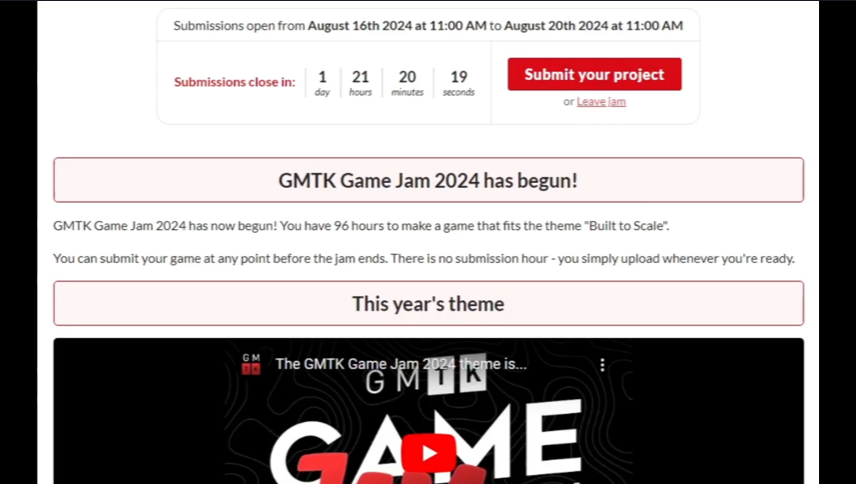 Submissions open from August 16th 2024 at 11:00 AM to August 20th 2024 at 11:00 AM
Submissions close in:
1 21 20 19
day hours minutes seconds
Submit your project
or Leave jam
GMTK Game Jam 2024 has begun!
GMTK Game Jam 2024 has now begun! You have 96 hours to make a game that fits the theme "Built to Scale".
You can submit your game at any point before the jam ends. There is no submission hour - you simply upload whenever you're ready.
This year's theme
GM
TK
The GMTK Game Jam 2024 theme is...
GMTK
GAME